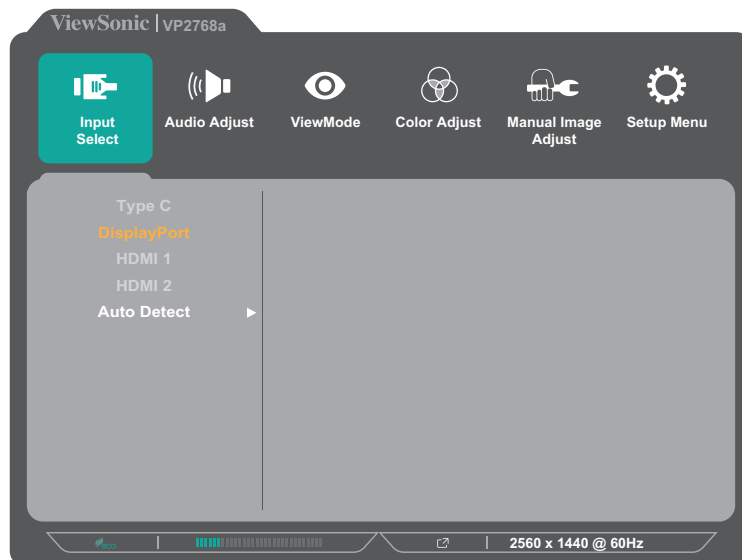 ViewSonic | VP2768a
Input
Select
Audio Adjust
ViewMode
Color Adjust
Manual Image
Adjust
Setup Menu
Type C
DisplayPort
HDMI 1
HDMI 2
Auto Detect
eco
2560 x 1440 @ 60Hz